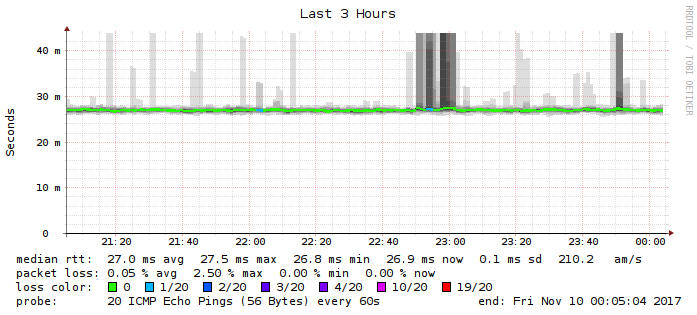 Last 3 Hours
RRDTOOL / TOBI OETIKER
Seconds
40 m
30 m
20 m
10 m
0
21:20 21:40 22:00 22:20 22:40 23:00 23:20 23:40 00:00
median rtt: 27.0 ms avg 27.5 ms max 26.8 ms min 26.9 ms now 0.1 ms sd 210.2 am/s
packet loss: 0.05 % avg 2.50 % max 0.00 % min 0.00 % now
loss color: 0 1/20 2/20 3/20 4/20 10/20 19/20
probe: 20 ICMP Echo Pings (56 Bytes) every 60s end: Fri Nov 10 00:05:04 2017